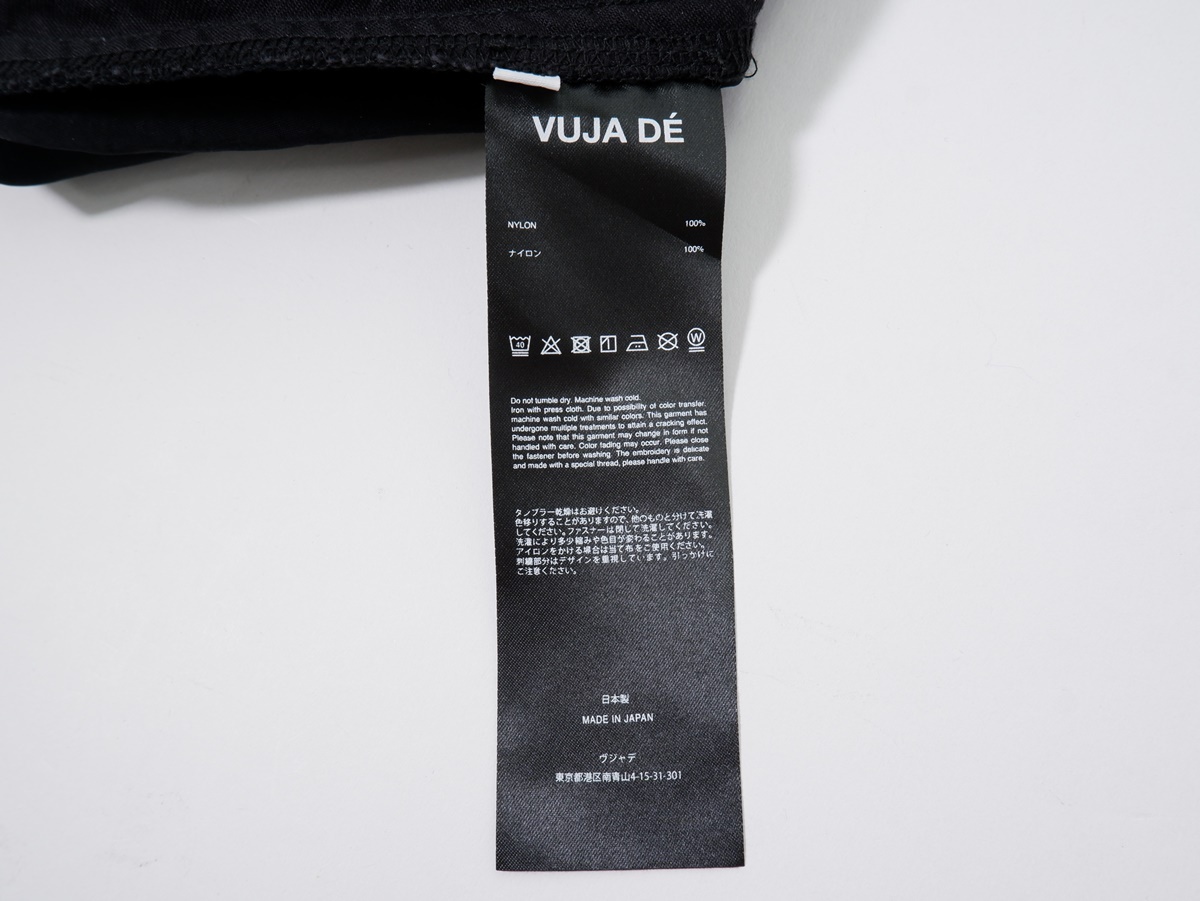 VUJA DÉ
NYLON 100%
ナイロン 100%
40
W
Do not tumble dry. Machine wash cold.
Iron with press cloth. Due to possibility of color transfer,
machine wash cold with similar colors. This garment has
undergone multiple treatments to attain a cracking effect.
Please note that this garment may change in form if not
handled with care. Color fading may occur. Please close
the fastener before washing. The embroidery is delicate
and made with a special thread, please handle with care.
タンブラー乾燥はお避けください。
色移りすることがありますので、他のものと分けて洗濯
してください。ファスナーは閉じて洗濯してください。
洗濯により多少縮みや色目が変わることがあります。
アイロンをかける場合は当て布をご使用ください。
刺繍部分はデザインを重視しています。引っかけに
ご注意ください。
日本製
MADE IN JAPAN
ヴジャデ
東京都港区南青山4-15-31-301